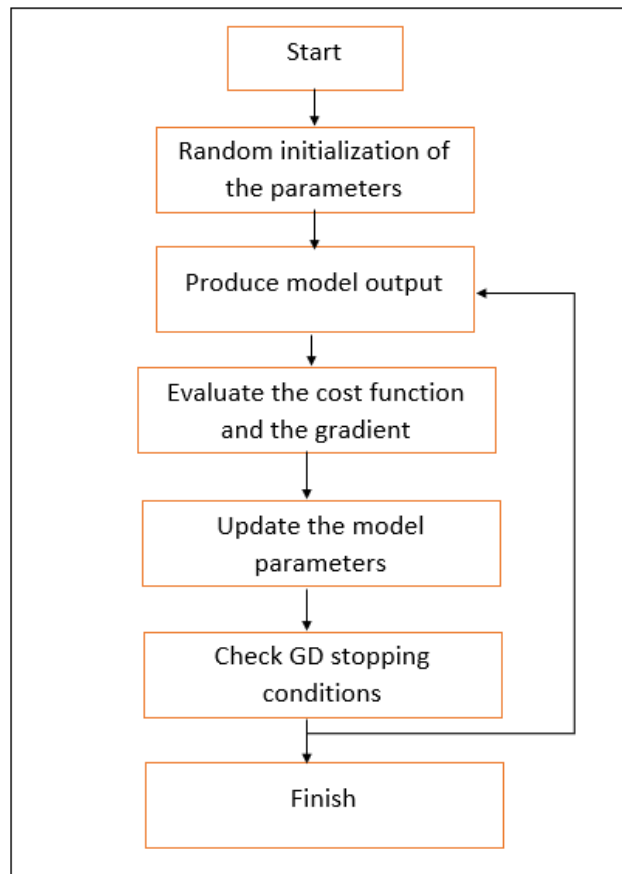 Start
Random initialization of
the parameters
Produce model output
Evaluate the cost function
and the gradient
Update the model
parameters
Check GD stopping
conditions
Finish